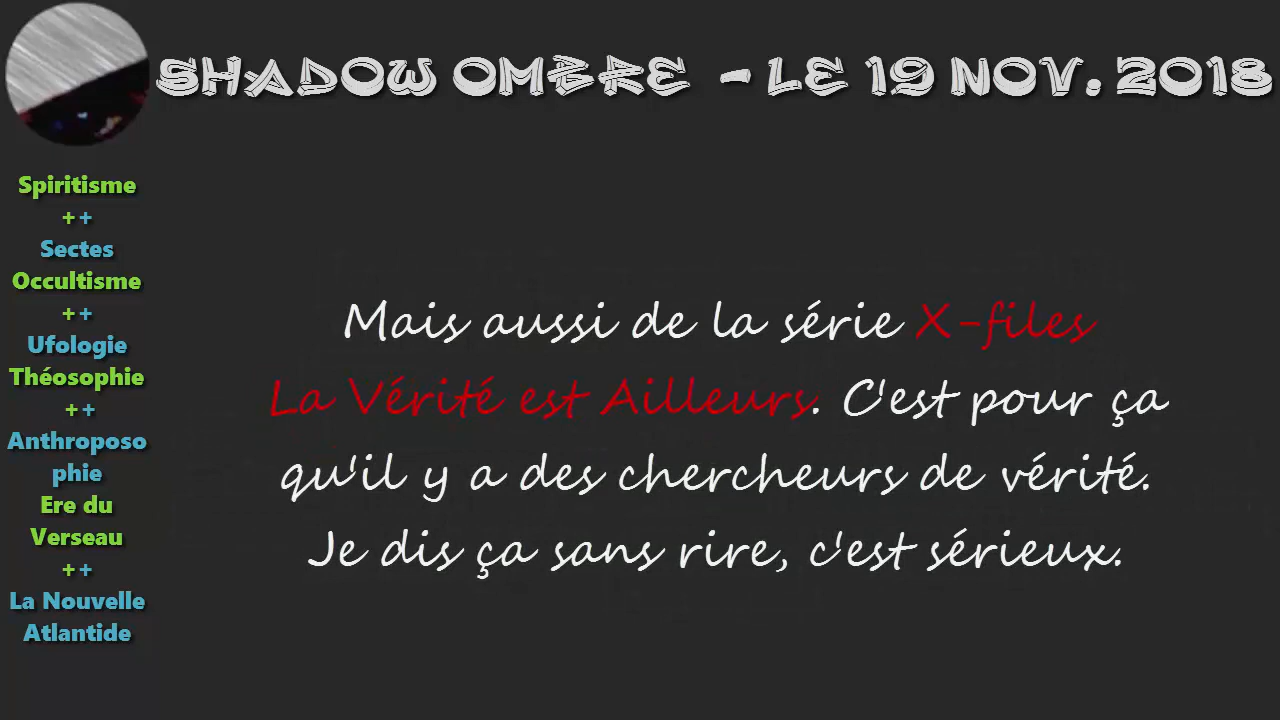 SHADOW OMBRE - LE 19 NOV. 2018
Spiritisme
++
Sectes
Occultisme
++
Ufologie
Théosophie
++
Anthroposo
phie
Ere du
Verseau
++
La Nouvelle
Atlantide
Mais aussi de la série X-files
La Vérité est Ailleurs. C'est pour ça
qu'il y a des chercheurs de vérité.
Je dis ça sans rire, c'est sérieux.